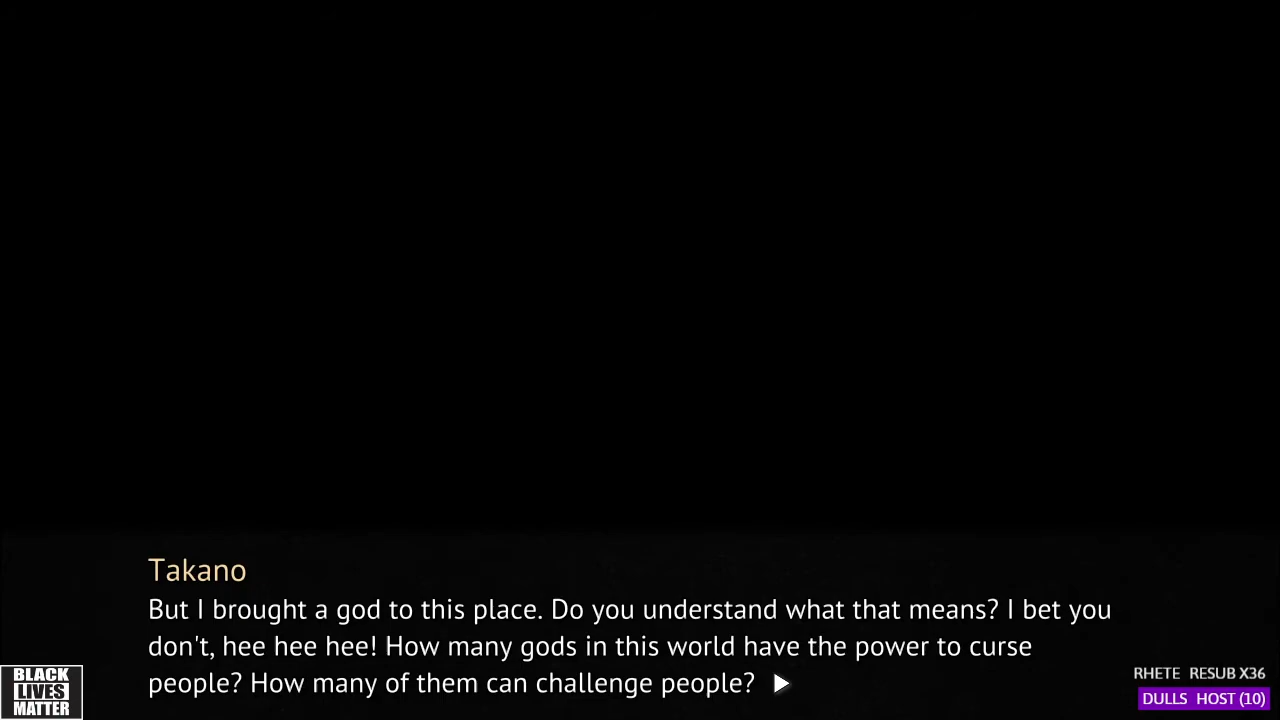 Takano
But I brought a god to this place. Do you understand what that means? I bet you
don't, hee hee hee! How many gods in this world have the power to curse
people? How many of them can challenge people?
BLACK
LIVES
MATTER
RHETE RESUB X36
DULLS HOST (10)